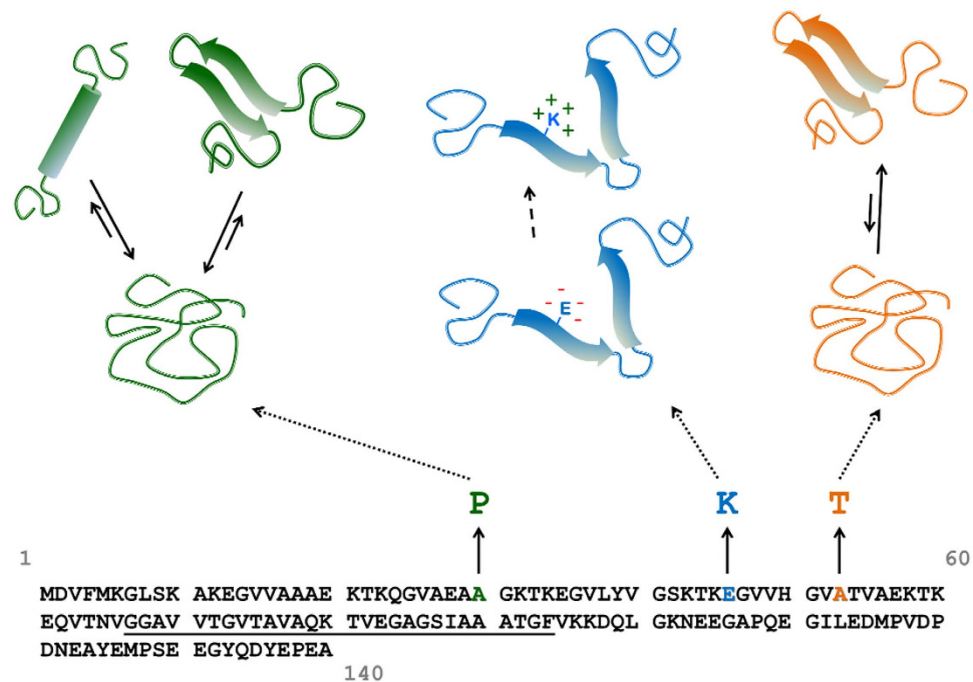 + +
+ K +
+
-
- E -
-
P K T
1 60
MDVFMKGLSK AKEGVVAAAE KTKQGVAEAA GKTKEGVLYV GSKTKEGVVH GVATVAEKTK
EQVTNVGGAV VTGVTAVAQK TVEGAGSIAA ATGFVKKDQL GKNEEGAPQE GILEDMPVDP
DNEAYEMPSE EGYQDYEPEA
140